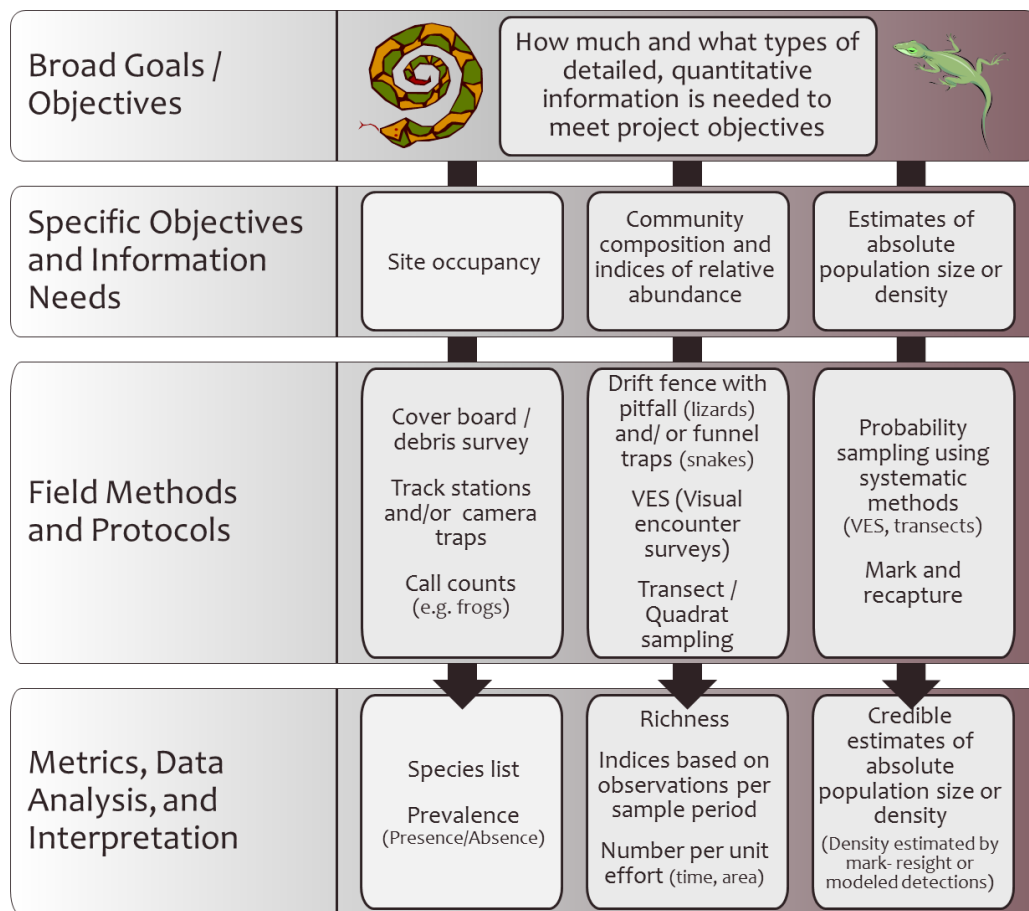 Broad Goals /
Objectives
How much and what types of
detailed, quantitative
information is needed to
meet project objectives
Specific Objectives
and Information
Needs
Site occupancy
Community
composition and
indices of relative
abundance
Estimates of
absolute
population size or
density
Field Methods
and Protocols
Cover board /
debris survey
Track stations
and/or camera
traps
Call counts
(e.g. frogs)
Drift fence with
pitfall (lizards)
and/ or funnel
traps (snakes)
VES (Visual
encounter
surveys)
Transect /
Quadrat
sampling
Probability
sampling using
systematic
methods
(VES, transects)
Mark and
recapture
Metrics, Data
Analysis, and
Interpretation
Species list
Prevalence
(Presence/Absence)
Richness
Indices based on
observations per
sample period
Number per unit
effort (time, area)
Credible
estimates of
absolute
population size or
density
(Density estimated by
mark- resight or
modeled detections)